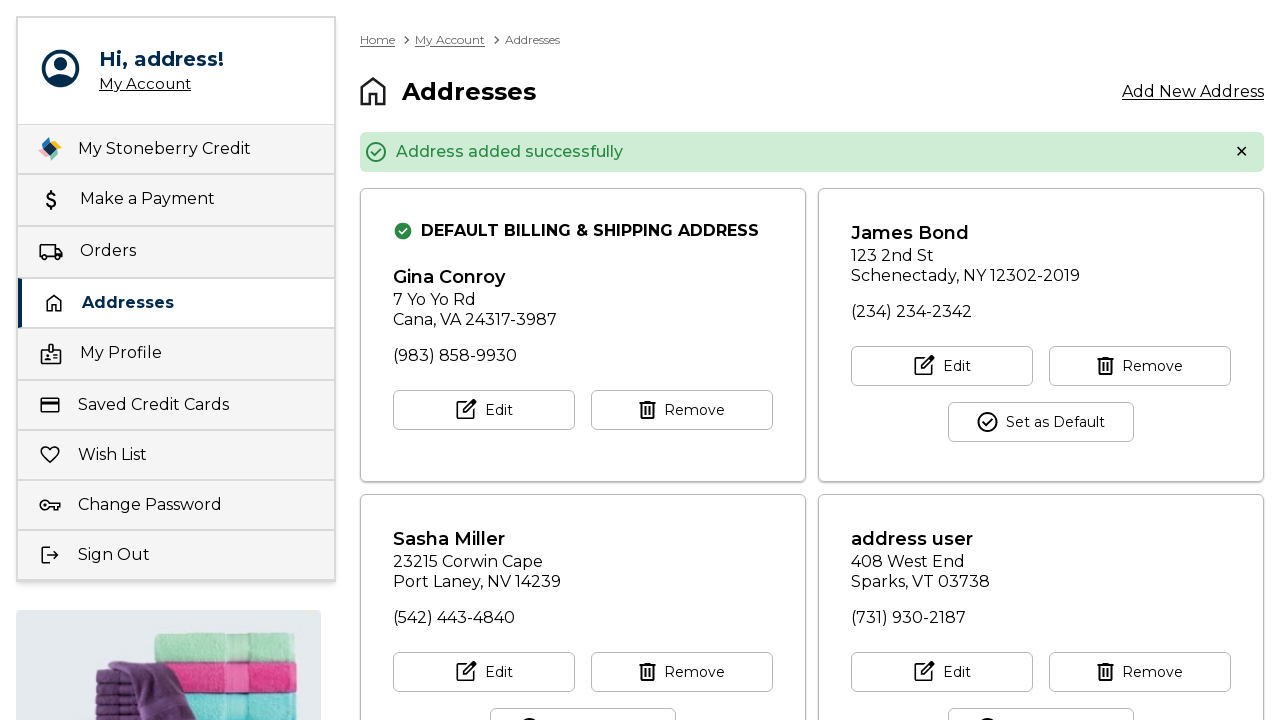 Hi, address!
My Account
My Stoneberry Credit
Make a Payment
Orders
Addresses
My Profile
Saved Credit Cards
Wish List
Change Password
Sign Out
Home > My Account > Addresses
Addresses
Add New Address
Address added successfully
×
DEFAULT BILLING & SHIPPING ADDRESS
Gina Conroy
7 Yo Yo Rd
Cana, VA 24317-3987
(983) 858-9930
Edit
Remove
James Bond
123 2nd St
Schenectady, NY 12302-2019
(234) 234-2342
Edit
Remove
Set as Default
Sasha Miller
23215 Corwin Cape
Port Laney, NV 14239
(542) 443-4840
Edit
Remove
address user
408 West End
Sparks, VT 03738
(731) 930-2187
Edit
Remove